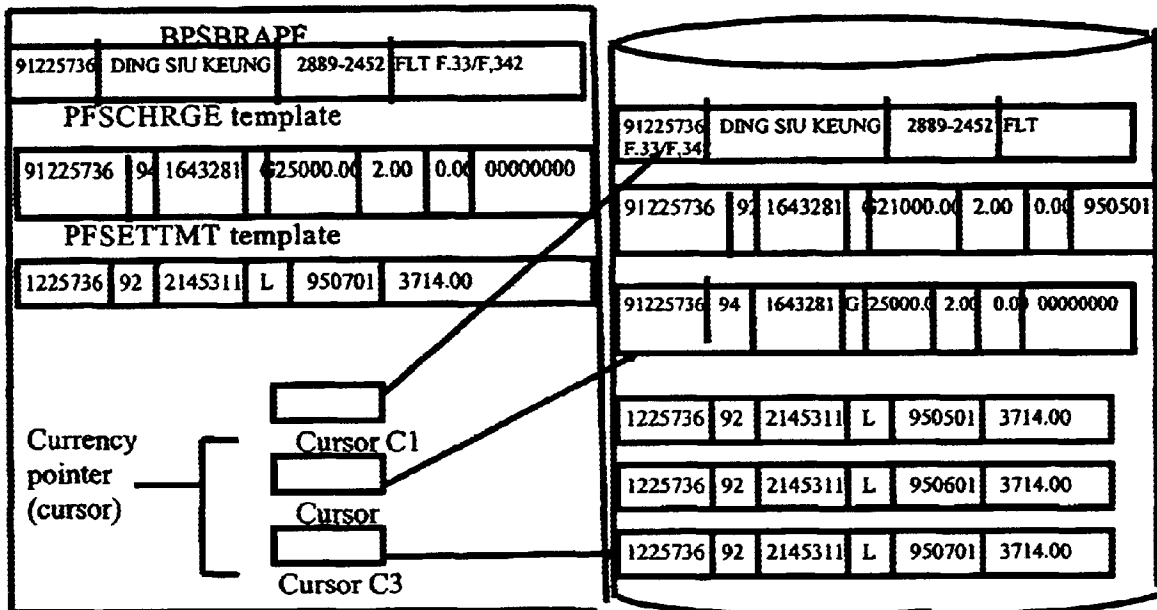 BPSBRAPF
91225736 DING SIU KEUNG 2889-2452 FLT F.33/F,342
PFSCHRGE template
91225736 94 1643281 G25000.00 2.00 0.00 00000000
PFSETTMT template
1225736 92 2145311 L 950701 3714.00
Currency
pointer
(cursor)
Cursor C1
Cursor
Cursor C3
91225736 DING SIU KEUNG 2889-2452 FLT
F.33/F,34
91225736 92 1643281 G21000.00 2.00 0.00 950501
91225736 94 1643281 G 25000.0 2.00 0.00 00000000
1225736 92 2145311 L 950501 3714.00
1225736 92 2145311 L 950601 3714.00
1225736 92 2145311 L 950701 3714.00